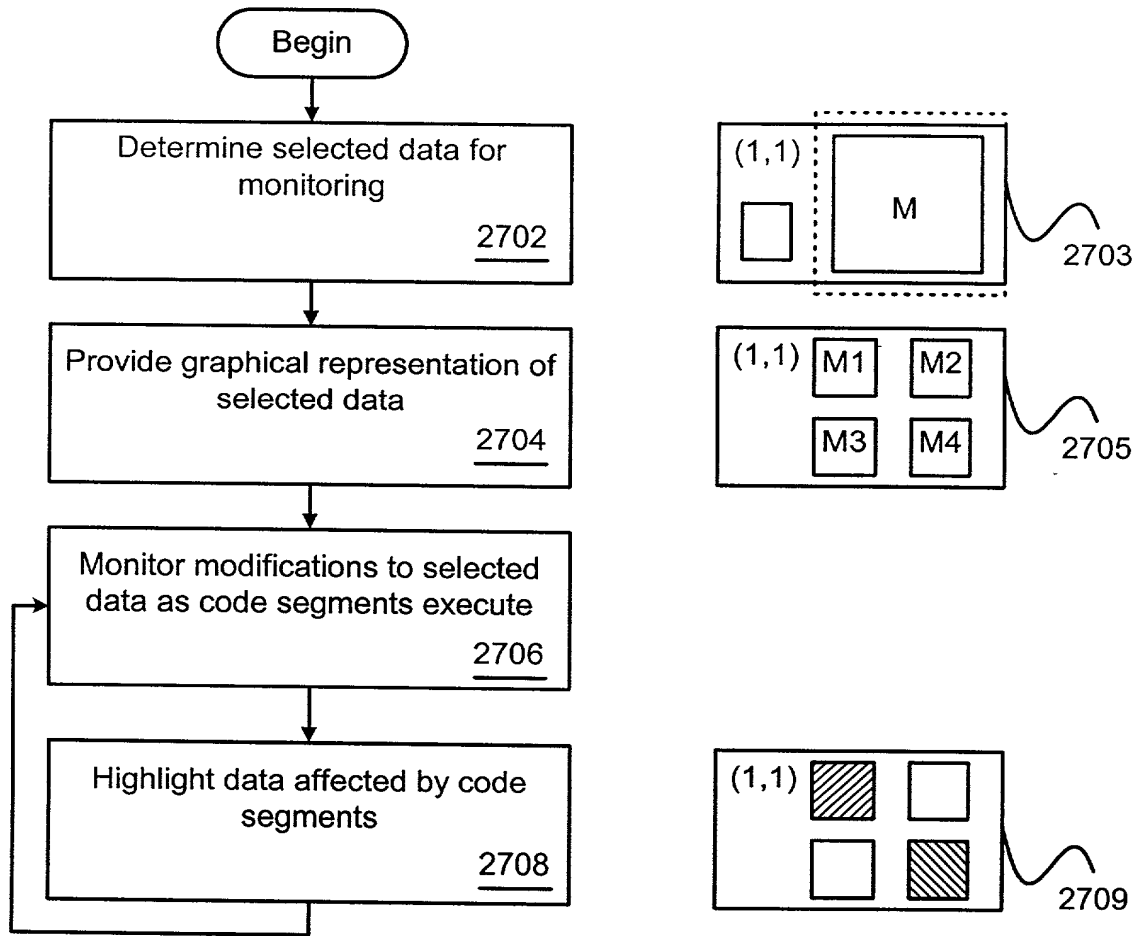 Begin
Determine selected data for
monitoring
2702
(1,1)
M
2703
Provide graphical representation of
selected data
2704
(1,1) M1 M2
M3 M4
2705
Monitor modifications to selected
data as code segments execute
2706
Highlight data affected by code
segments
2708
(1,1)
2709